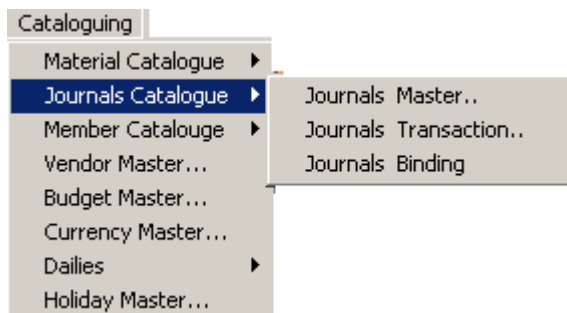 Cataloguing
Material Catalogue
Journals Catalogue
Journals Master..
Member Catalouge
Journals Transaction..
Vendor Master...
Journals Binding
Budget Master...
Currency Master...
Dailies
Holiday Master...